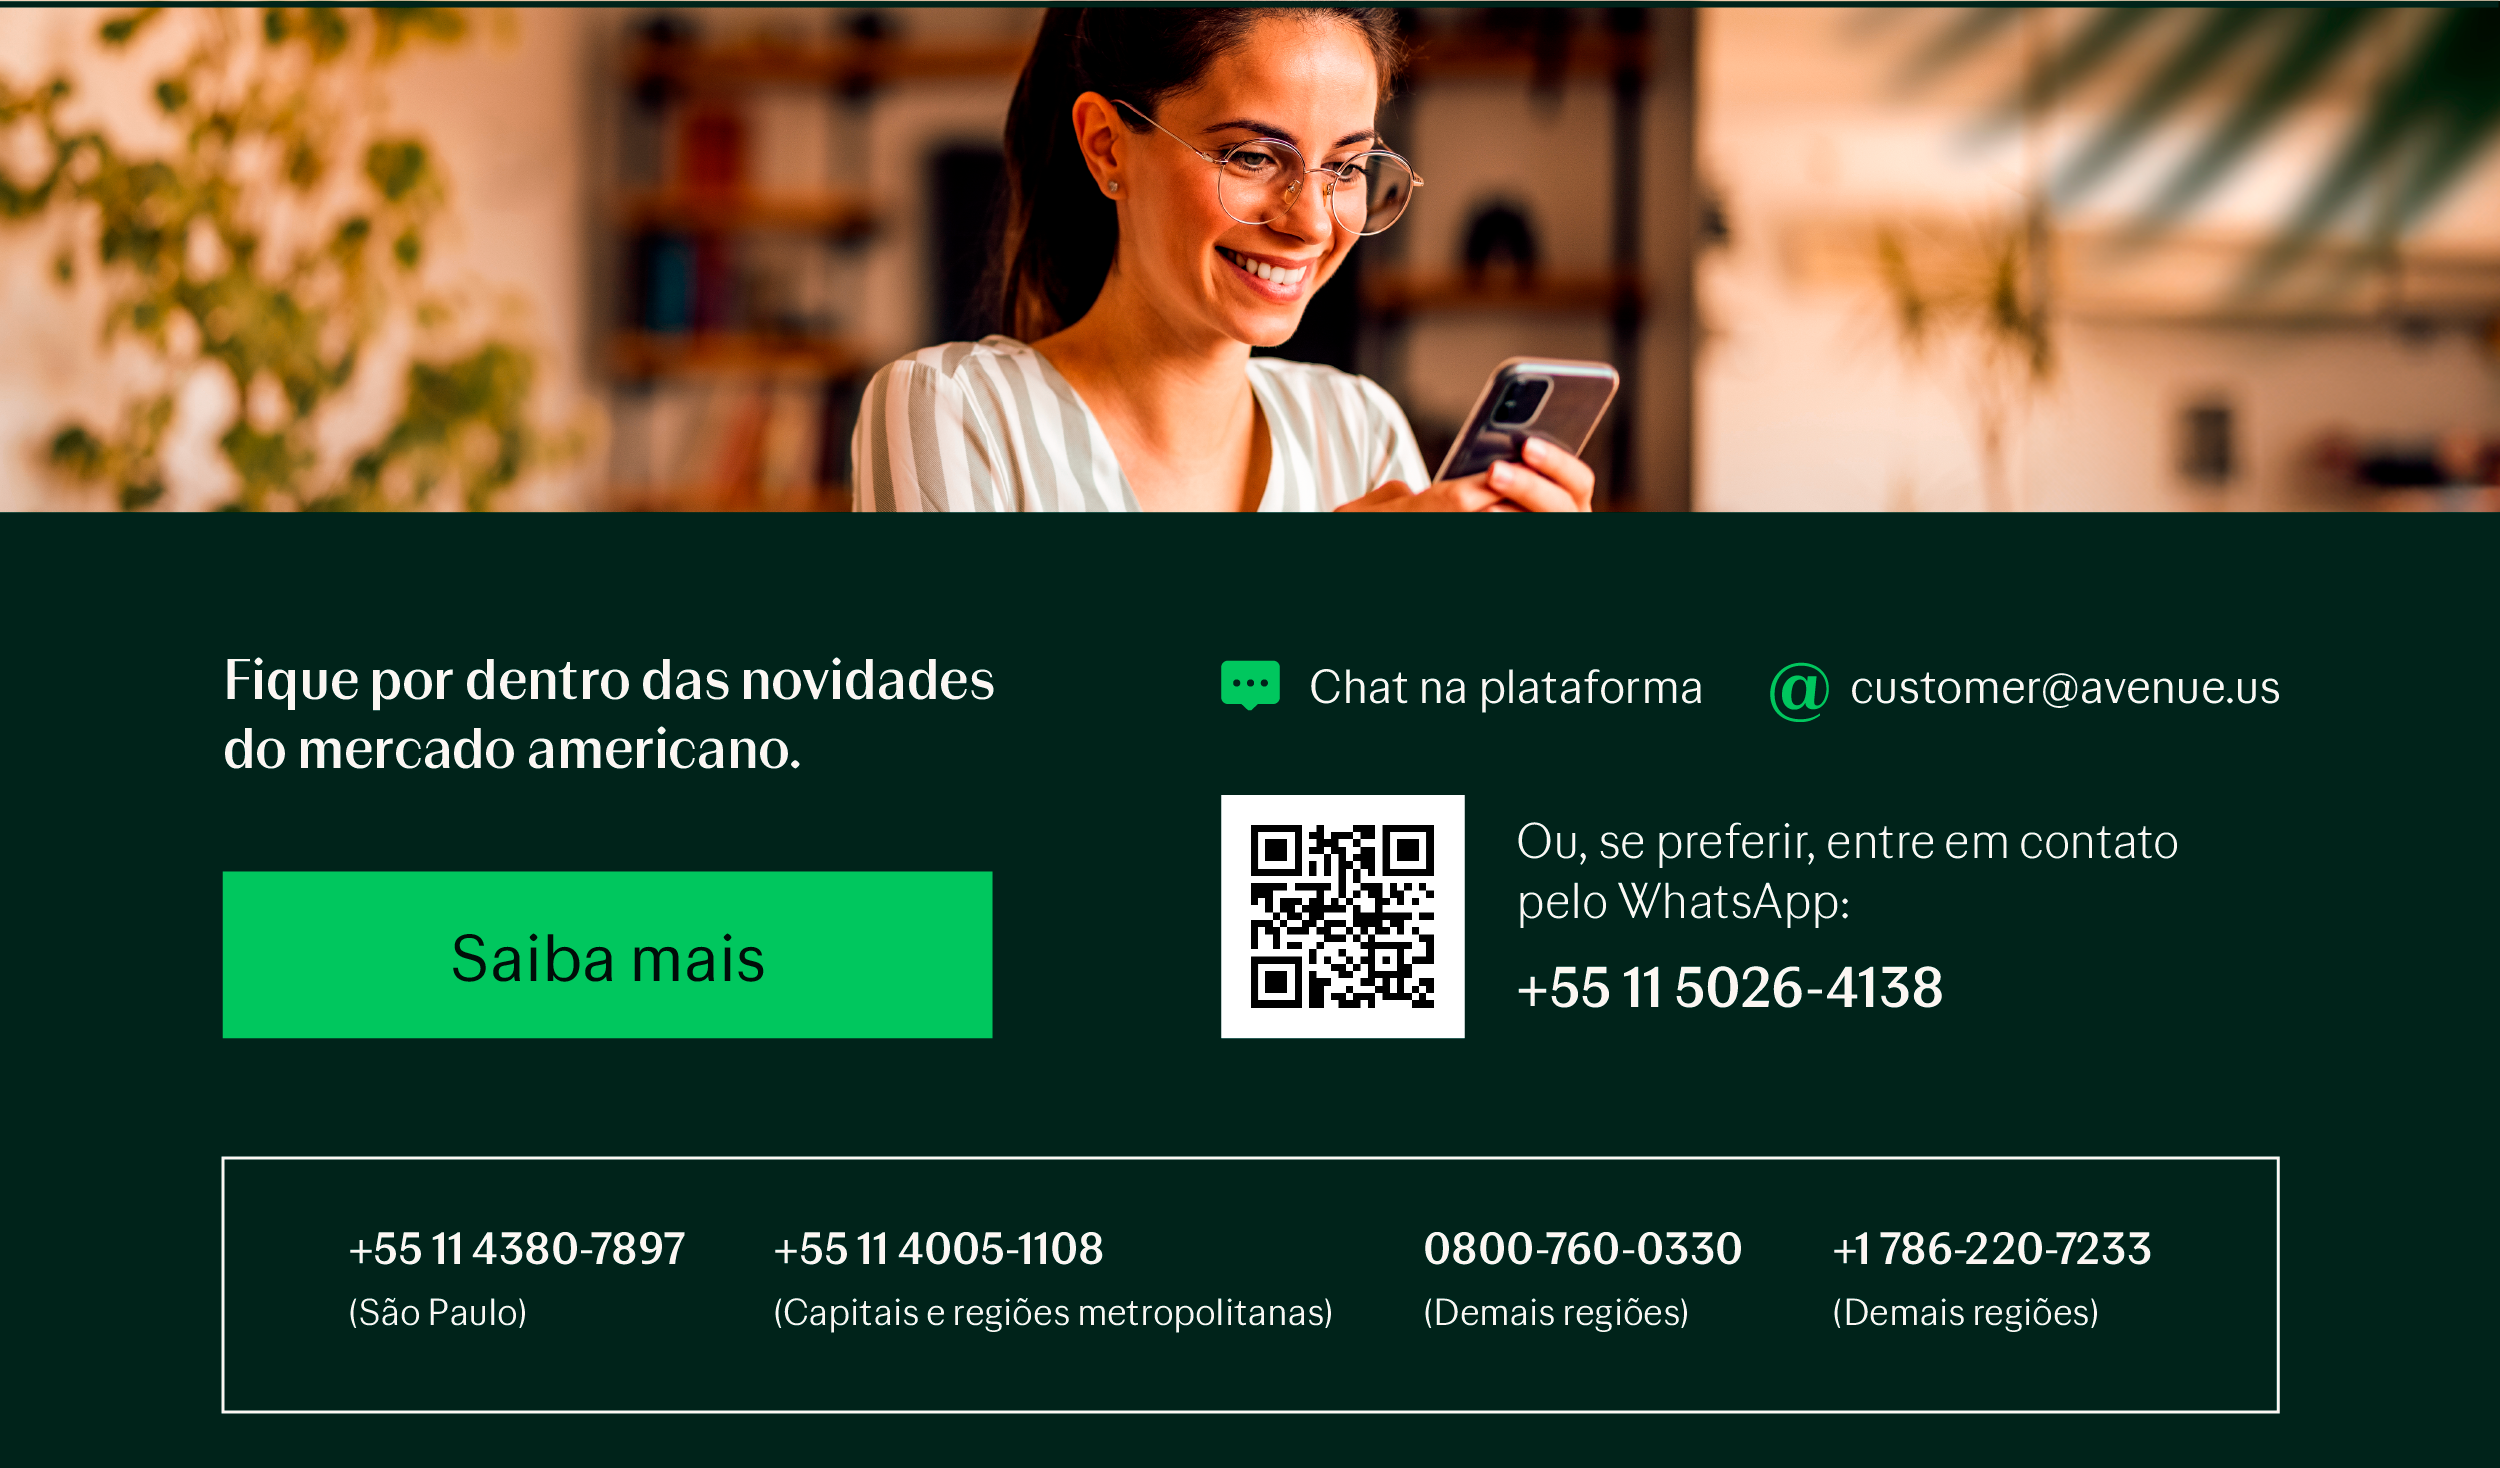 Fique por dentro das novidades
do mercado americano.
Saiba mais
Chat na plataforma
@ customer@avenue.us
Ou, se preferir, entre em contato
pelo WhatsApp:
+55 11 5026-4138
+55 11 4380-7897
(São Paulo)
+55 11 4005-1108
(Capitais e regiões metropolitanas)
0800-760-0330
(Demais regiões)
+1 786-220-7233
(Demais regiões)